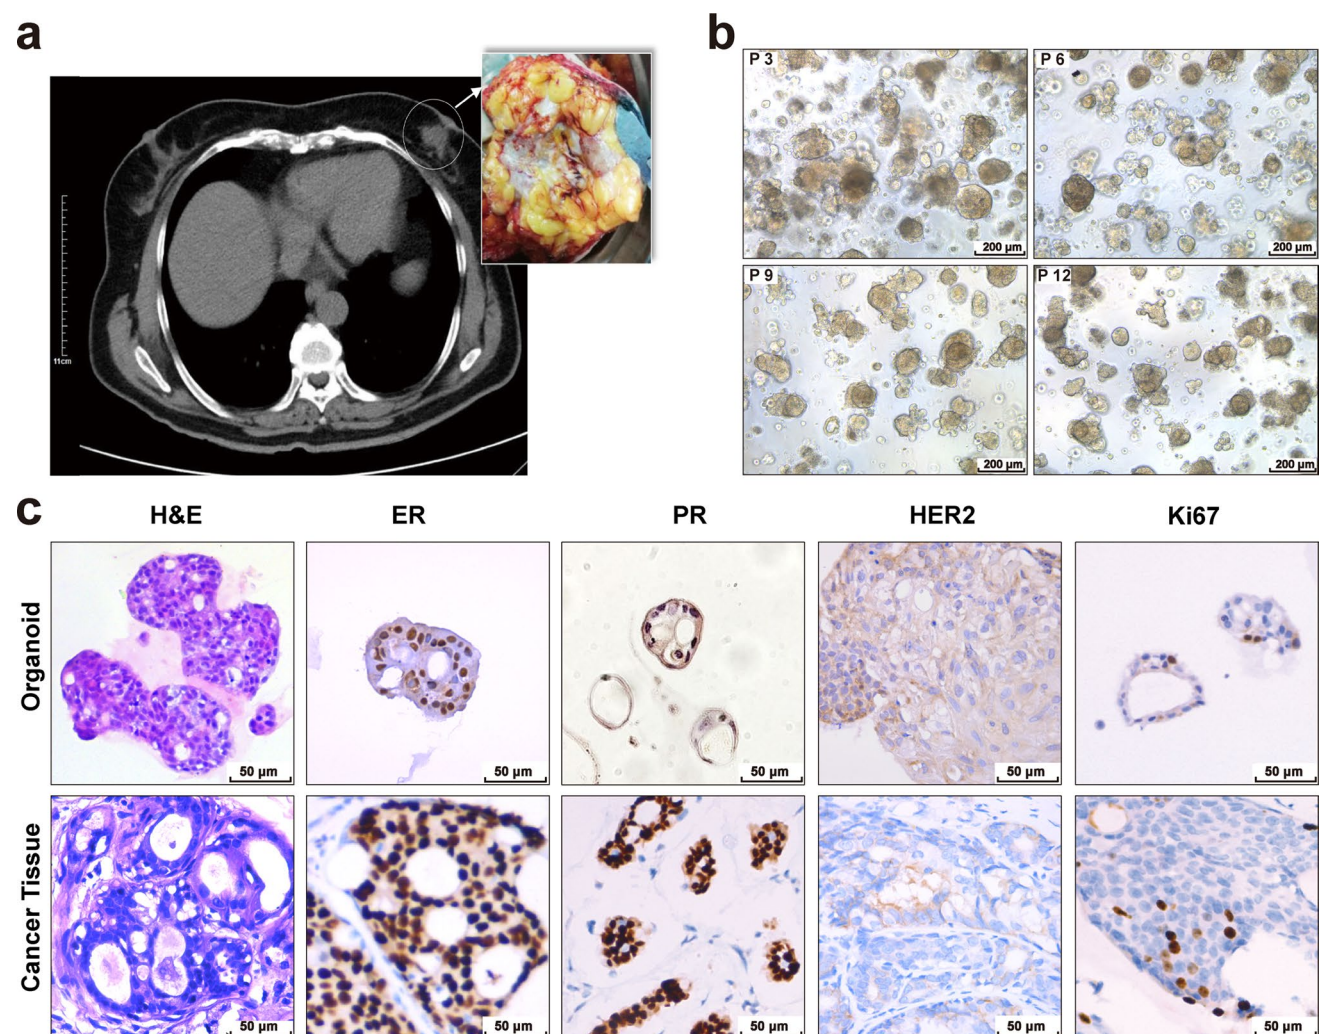 a
11cm
b
P 3
200 µm
P 6
200 µm
P 9
200 µm
P 12
200 µm
c
H&E
ER
PR
HER2
Ki67
Organoid
50 µm
50 µm
50 µm
50 µm
50 µm
Cancer Tissue
50 µm
50 µm
50 µm
50 µm
50 µm